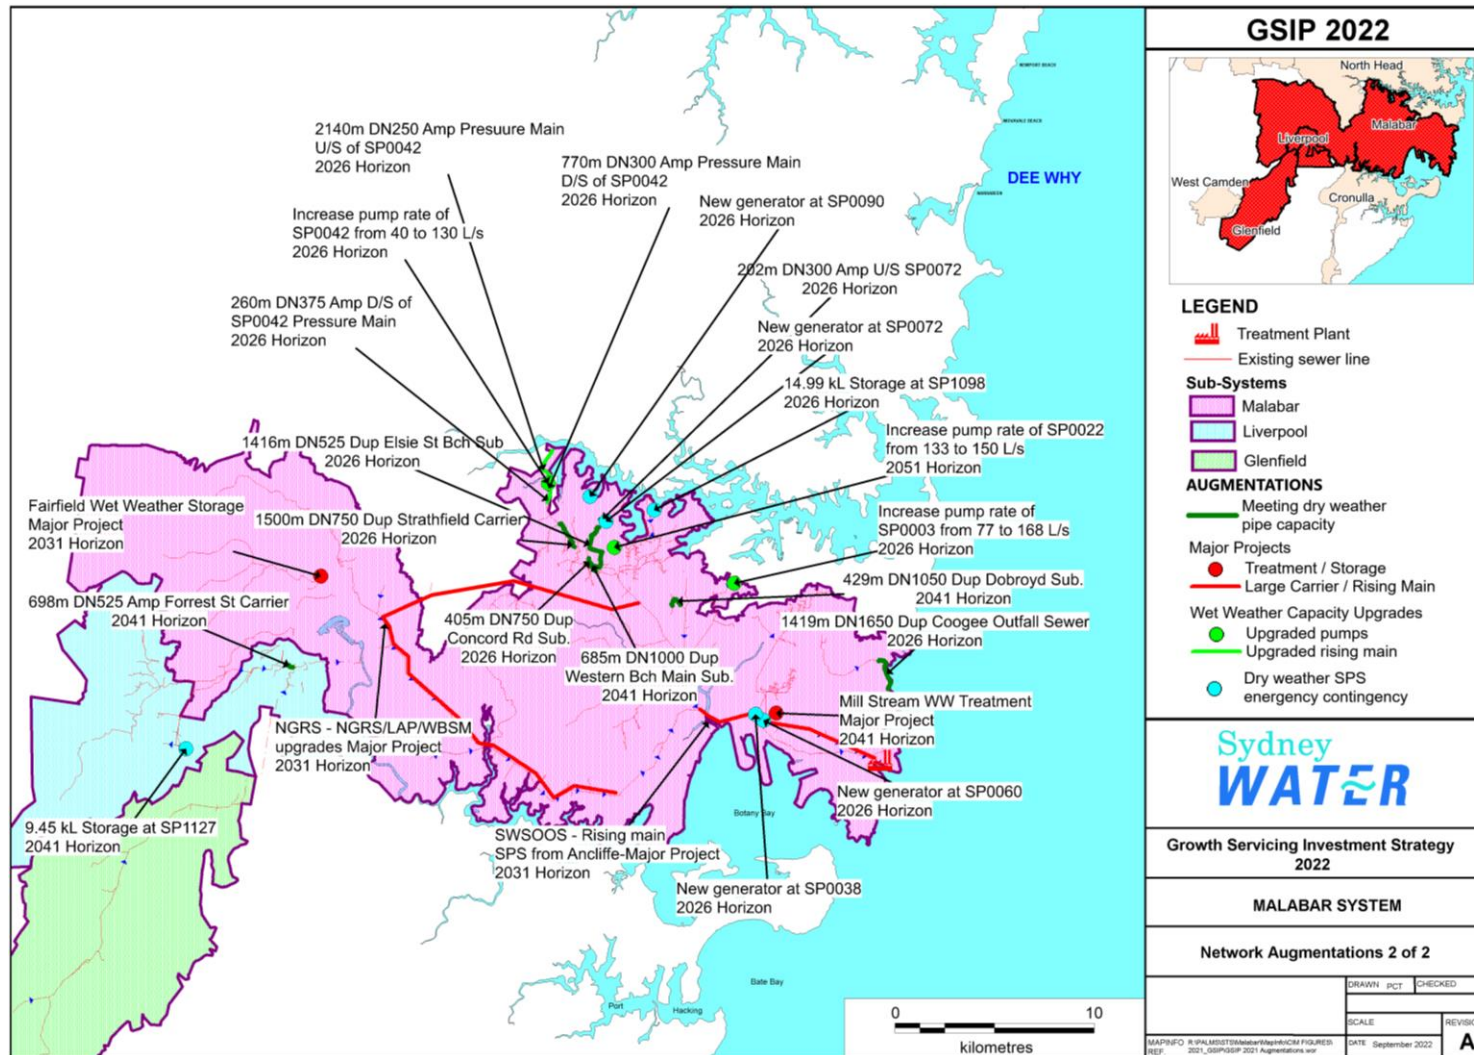 GSIP 2022
North Head
Malabar
Liverpool
West Camden
Cronulla
Glenfield
LEGEND
Treatment Plant
Existing sewer line
Sub-Systems
Malabar
Liverpool
Glenfield
AUGMENTATIONS
Meeting dry weather
pipe capacity
Major Projects
Treatment / Storage
Large Carrier / Rising Main
Wet Weather Capacity Upgrades
Upgraded pumps
Upgraded rising main
Dry weather SPS
energency contingency
Sydney
WATER
Growth Servicing Investment Strategy
2022
MALABAR SYSTEM
Network Augmentations 2 of 2
DRAWN PCT
CHECKED
SCALE
REVISIO
MAPINFO
REF.
DATE September 2022
A
DEE WHY
2140m DN250 Amp Presuure Main
U/S of SP0042
2026 Horizon
770m DN300 Amp Pressure Main
D/S of SP0042
2026 Horizon
New generator at SP0090
2026 Horizon
Increase pump rate of
SP0042 from 40 to 130 L/s
2026 Horizon
202m DN300 Amp U/S SP0072
2026 Horizon
260m DN375 Amp D/S of
SP0042 Pressure Main
2026 Horizon
New generator at SP0072
2026 Horizon
14.99 kL Storage at SP1098
2026 Horizon
Increase pump rate of SP0022
from 133 to 150 L/s
2051 Horizon
1416m DN525 Dup Elsie St Bch Sub
2026 Horizon
Fairfield Wet Weather Storage
Major Project
2031 Horizon
1500m DN750 Dup Strathfield Carrier
2026 Horizon
Increase pump rate of
SP0003 from 77 to 168 L/s
2026 Horizon
429m DN1050 Dup Dobroyd Sub.
2041 Horizon
698m DN525 Amp Forrest St Carrier
2041 Horizon
405m DN750 Dup
Concord Rd Sub.
2026 Horizon
1419m DN1650 Dup Coogee Outfall Sewer
2026 Horizon
685m DN1000 Dup
Western Bch Main Sub.
2041 Horizon
Mill Stream WW Treatment
Major Project
2041 Horizon
NGRS - NGRS/LAP/WBSM
upgrades Major Project
2031 Horizon
New generator at SP0060
2026 Horizon
9.45 kL Storage at SP1127
2041 Horizon
Botany Bay
SWSOOS - Rising main
SPS from Ancliffe-Major Project
2031 Horizon
New generator at SP0038
2026 Horizon
Bate Bay
Port
Hacking
0
10
kilometres